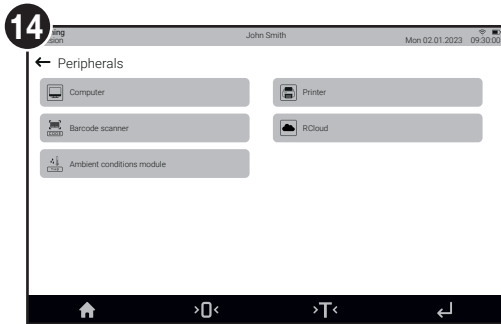 14
John Smith
Mon 02.01.2023 09:30:00
Peripherals
Computer
Printer
Barcode scanner
RCloud
Ambient conditions module
>0<
>T<